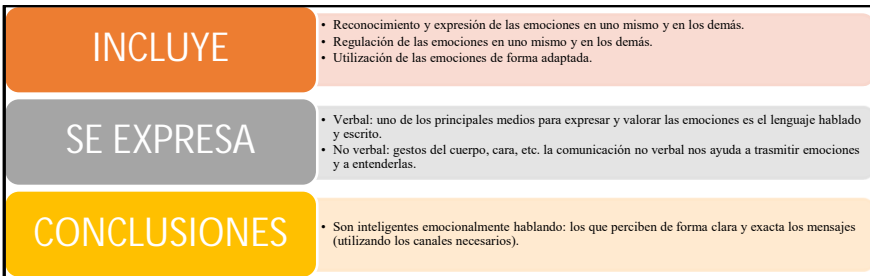 INCLUYE
• Reconocimiento y expresión de las emociones en uno mismo y en los demás.
• Regulación de las emociones en uno mismo y en los demás.
• Utilización de las emociones de forma adaptada.
SE EXPRESA
• Verbal: uno de los principales medios para expresar y valorar las emociones es el lenguaje hablado
y escrito.
• No verbal: gestos del cuerpo, cara, etc. la comunicación no verbal nos ayuda a trasmitir emociones
y a entenderlas.
CONCLUSIONES
• Son inteligentes emocionalmente hablando: los que perciben de forma clara y exacta los mensajes
(utilizando los canales necesarios).